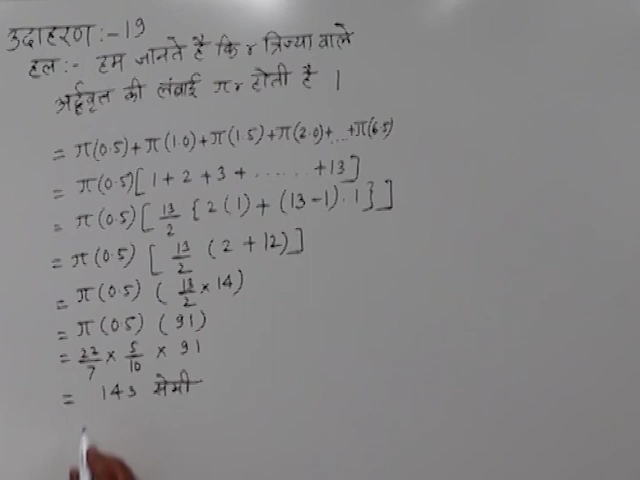 उदाहरण :- 19
हल :- हम जानते है कि r त्रिज्या वाले
अर्द्धवृत की लंबाई πr होती है ।
= π(0.5)+π(1.0)+π(1.5)+π(2.0)+...+π(6.5)
= π(0.5)[1+2+3+......+13]
= π(0.5)[13/2 {2(1)+(13-1).1}]
= π(0.5) [13/2 (2+12)]
= π(0.5) (13/2 × 14)
= π(0.5) (91)
= 22/7 × 5/10 × 91
= 143 सेमी